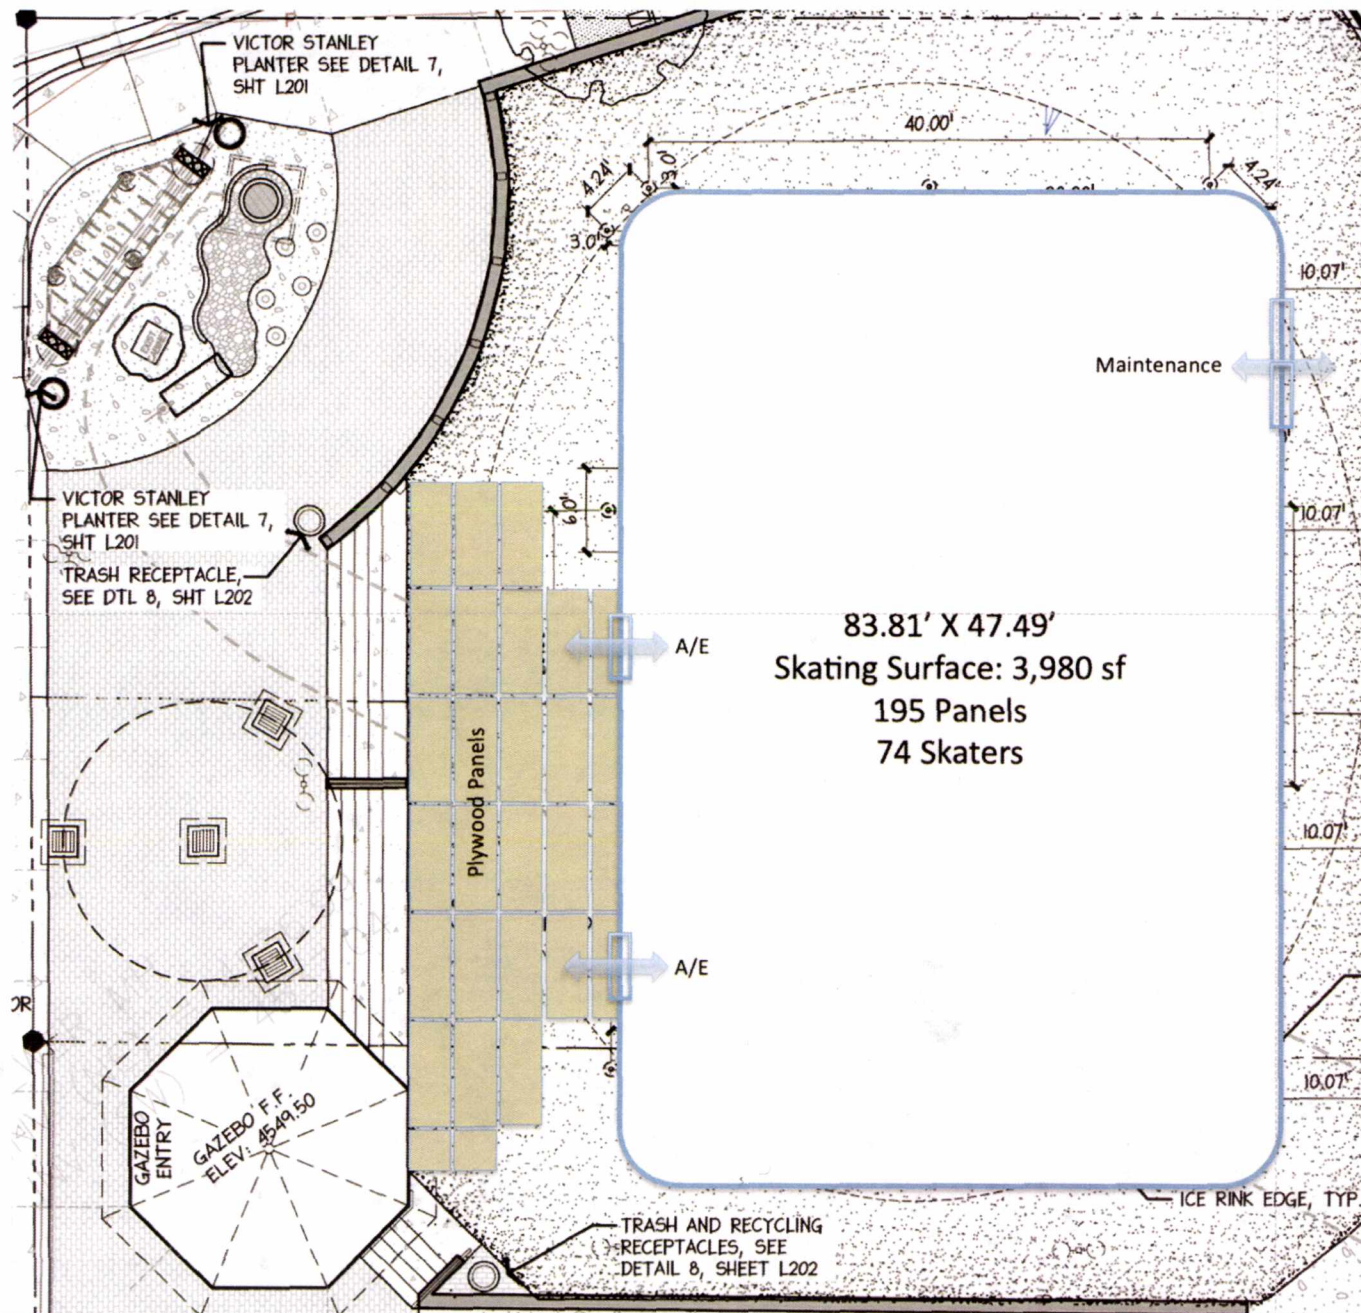 VICTOR STANLEY
PLANTER SEE DETAIL 7,
SHT L201
40.00'
4.24'
3.0'
4.24'
3.0'
10.07'
Maintenance
VICTOR STANLEY
PLANTER SEE DETAIL 7,
SHT L201
6.0'
10.07'
TRASH RECEPTACLE,
SEE DTL 8, SHT L202
83.81' X 47.49'
A/E
Skating Surface: 3,980 sf
195 Panels
74 Skaters
Plywood Panels
10.07'
A/E
OR
10.07'
GAZEBO F.F.
ELEV: 4549.50
GAZEBO
ENTRY
ICE RINK EDGE, TYP
TRASH AND RECYCLING
RECEPTACLES, SEE
DETAIL 8, SHEET L202